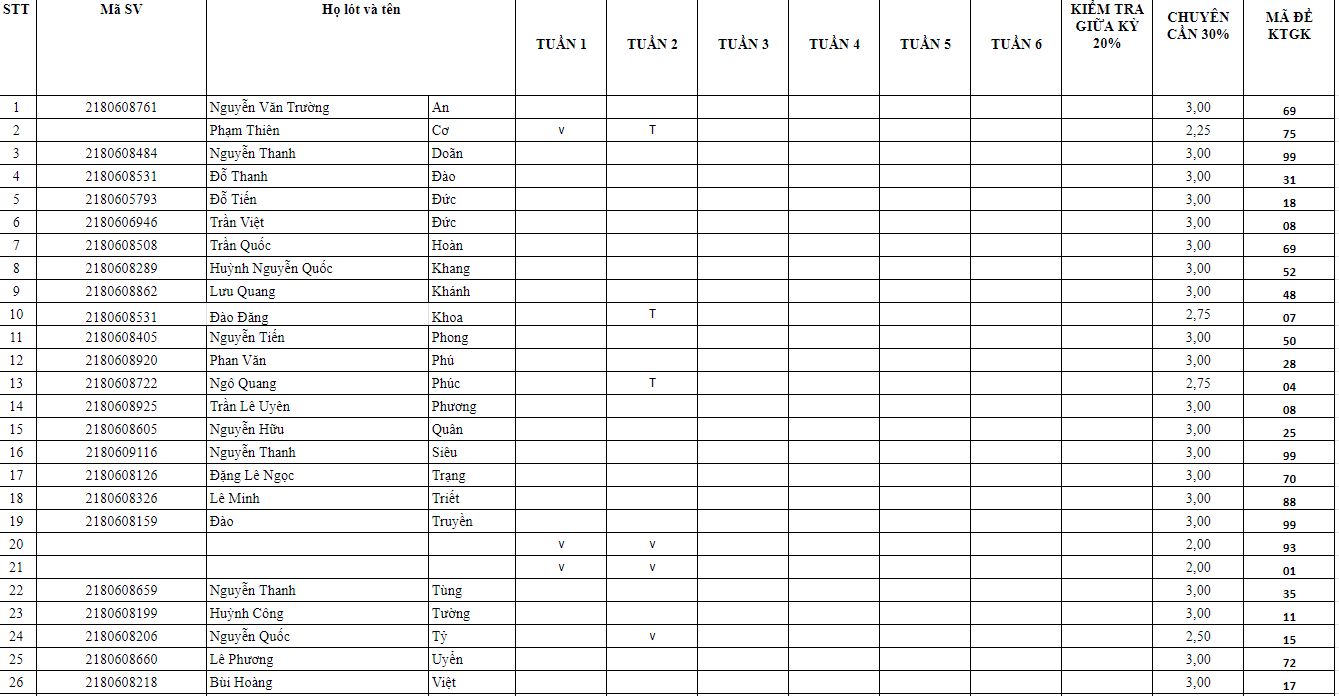 STT Mã SV Họ lót và tên TUẦN 1 TUẦN 2 TUẦN 3 TUẦN 4 TUẦN 5 TUẦN 6 KIỂM TRA GIỮA KỲ 20% CHUYÊN CẦN 30% MÃ ĐỀ KTGK
1 2180608761 Nguyễn Văn Trường An 3,00 69
2 Phạm Thiên Cơ v T 2,25 75
3 2180608484 Nguyễn Thanh Doãn 3,00 99
4 2180608531 Đỗ Thanh Đào 3,00 31
5 2180605793 Đỗ Tiến Đức 3,00 18
6 2180606946 Trần Việt Đức 3,00 08
7 2180608508 Trần Quốc Hoàn 3,00 69
8 2180608289 Huỳnh Nguyễn Quốc Khang 3,00 52
9 2180608862 Lưu Quang Khánh 3,00 48
10 2180608531 Đào Đăng Khoa T 2,75 07
11 2180608405 Nguyễn Tiến Phong 3,00 50
12 2180608920 Phan Văn Phú 3,00 28
13 2180608722 Ngô Quang Phúc T 2,75 04
14 2180608925 Trần Lê Uyên Phương 3,00 08
15 2180608605 Nguyễn Hữu Quân 3,00 25
16 2180609116 Nguyễn Thanh Siêu 3,00 99
17 2180608126 Đặng Lê Ngọc Trạng 3,00 70
18 2180608326 Lê Minh Triết 3,00 88
19 2180608159 Đào Truyền 3,00 99
20 v v 2,00 93
21 v v 2,00 01
22 2180608659 Nguyễn Thanh Tùng 3,00 35
23 2180608199 Huỳnh Công Tường 3,00 11
24 2180608206 Nguyễn Quốc Tỷ v 2,50 15
25 2180608660 Lê Phương Uyển 3,00 72
26 2180608218 Bùi Hoàng Việt 3,00 17